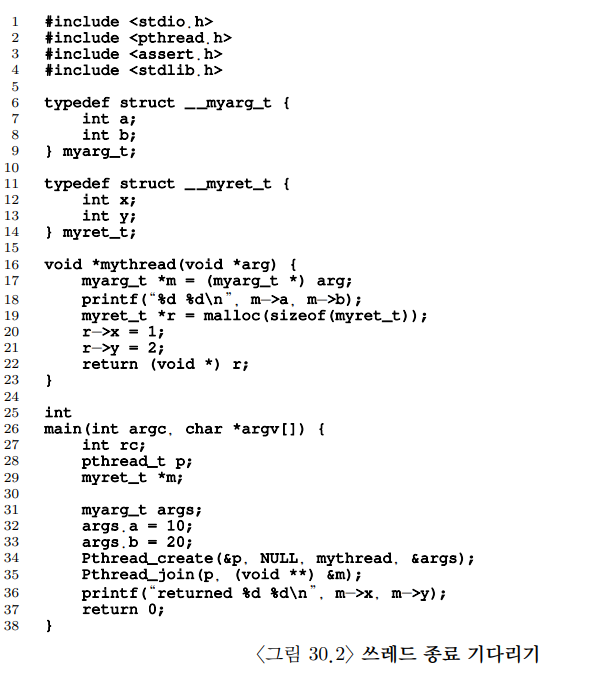 1 #include <stdio.h>
2 #include <pthread.h>
3 #include <assert.h>
4 #include <stdlib.h>
5
6 typedef struct __myarg_t {
7     int a;
8     int b;
9 } myarg_t;
10
11 typedef struct __myret_t {
12     int x;
13     int y;
14 } myret_t;
15
16 void *mythread(void *arg) {
17     myarg_t *m = (myarg_t *) arg;
18     printf(“%d %d\n”, m->a, m->b);
19     myret_t *r = malloc(sizeof(myret_t));
20     r->x = 1;
21     r->y = 2;
22     return (void *) r;
23 }
24
25 int
26 main(int argc, char *argv[]) {
27     int rc;
28     pthread_t p;
29     myret_t *m;
30
31     myarg_t args;
32     args.a = 10;
33     args.b = 20;
34     Pthread_create(&p, NULL, mythread, &args);
35     Pthread_join(p, (void **) &m);
36     printf(“returned %d %d\n”, m->x, m->y);
37     return 0;
38 }
〈그림 30.2〉 쓰레드 종료 기다리기